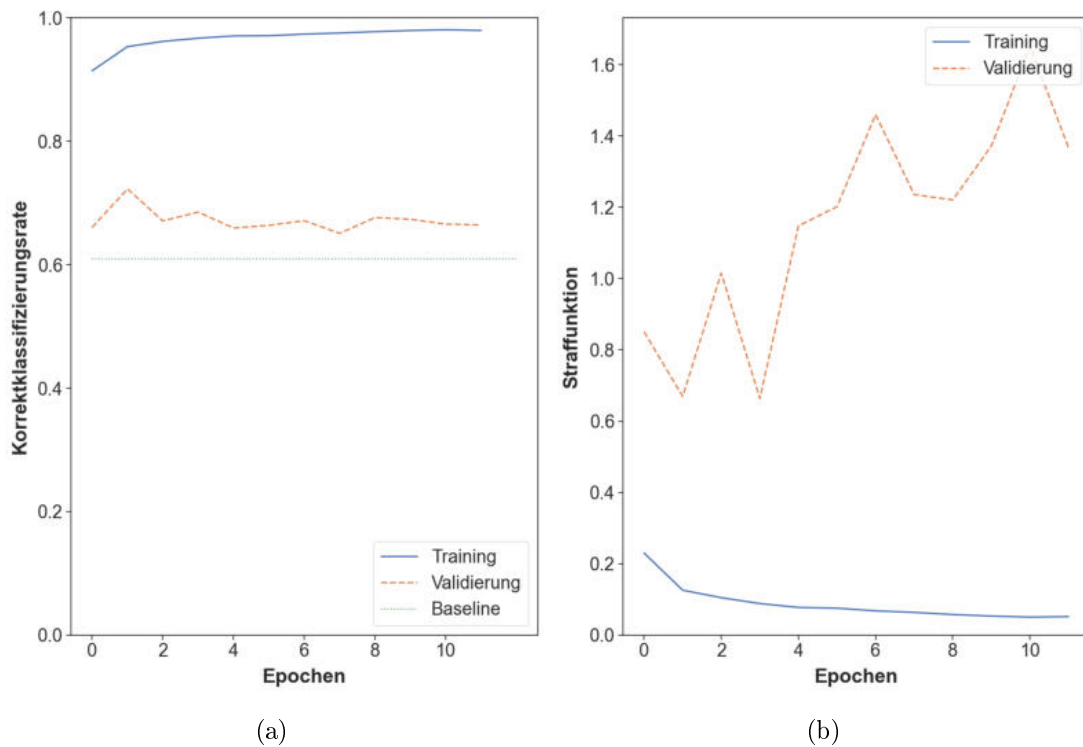 1.0
0.8
0.6
0.4
0.2
0.0
Korrektklassifizierungsrate
0 2 4 6 8 10
Epochen
Training
Validierung
Baseline
(a)
1.6
1.4
1.2
1.0
0.8
0.6
0.4
0.2
0.0
Straffunktion
0 2 4 6 8 10
Epochen
Training
Validierung
(b)